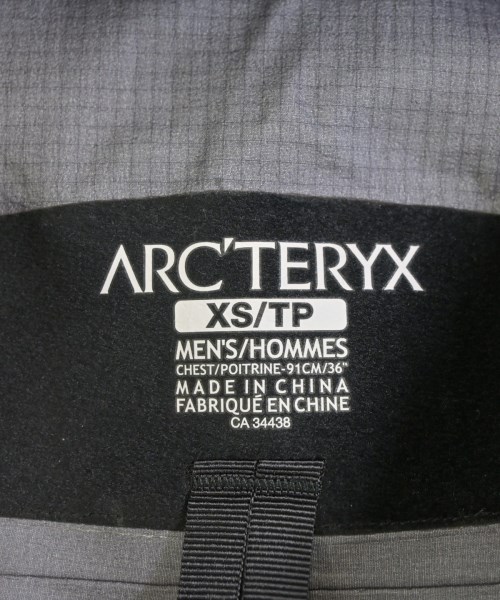 ARC'TERYX
XS/TP
MEN'S/HOMMES
CHEST/POITRINE-91CM/36"
MADE IN CHINA
FABRIQUÉ EN CHINE
CA 34438